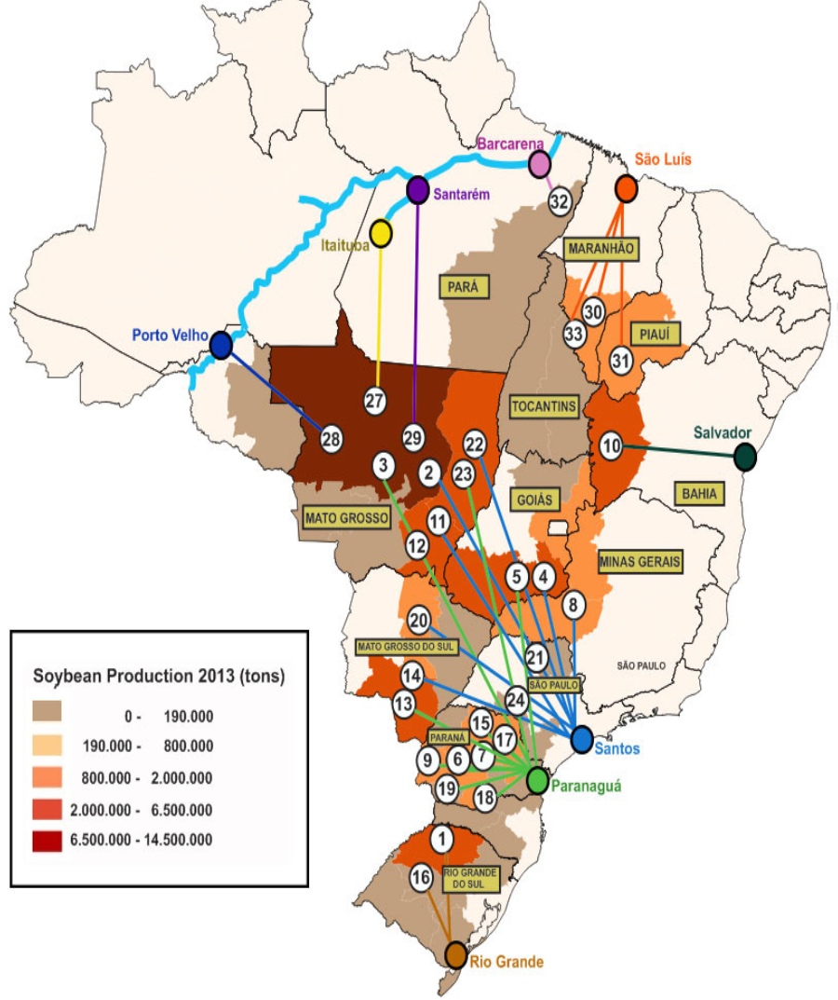 Barcarena
São Luís
Santarém
32
Itaituba
MARANHÃO
PARÁ
30
Porto Velho
33
PIAUÍ
31
27
TOCANTINS
28
29
22
10
Salvador
3
2
23
BAHIA
GOIÁS
MATO GROSSO
11
12
MINAS GERAIS
5
4
8
20
MATO GROSSO DO SUL
21
SÃO PAULO
14
SÃO PAULO
24
13
15
PARANÁ
17
Santos
9
6
7
Paranaguá
19
18
1
16
RIO GRANDE
DO SUL
Rio Grande
Soybean Production 2013 (tons)
0 - 190.000
190.000 - 800.000
800.000 - 2.000.000
2.000.000 - 6.500.000
6.500.000 - 14.500.000